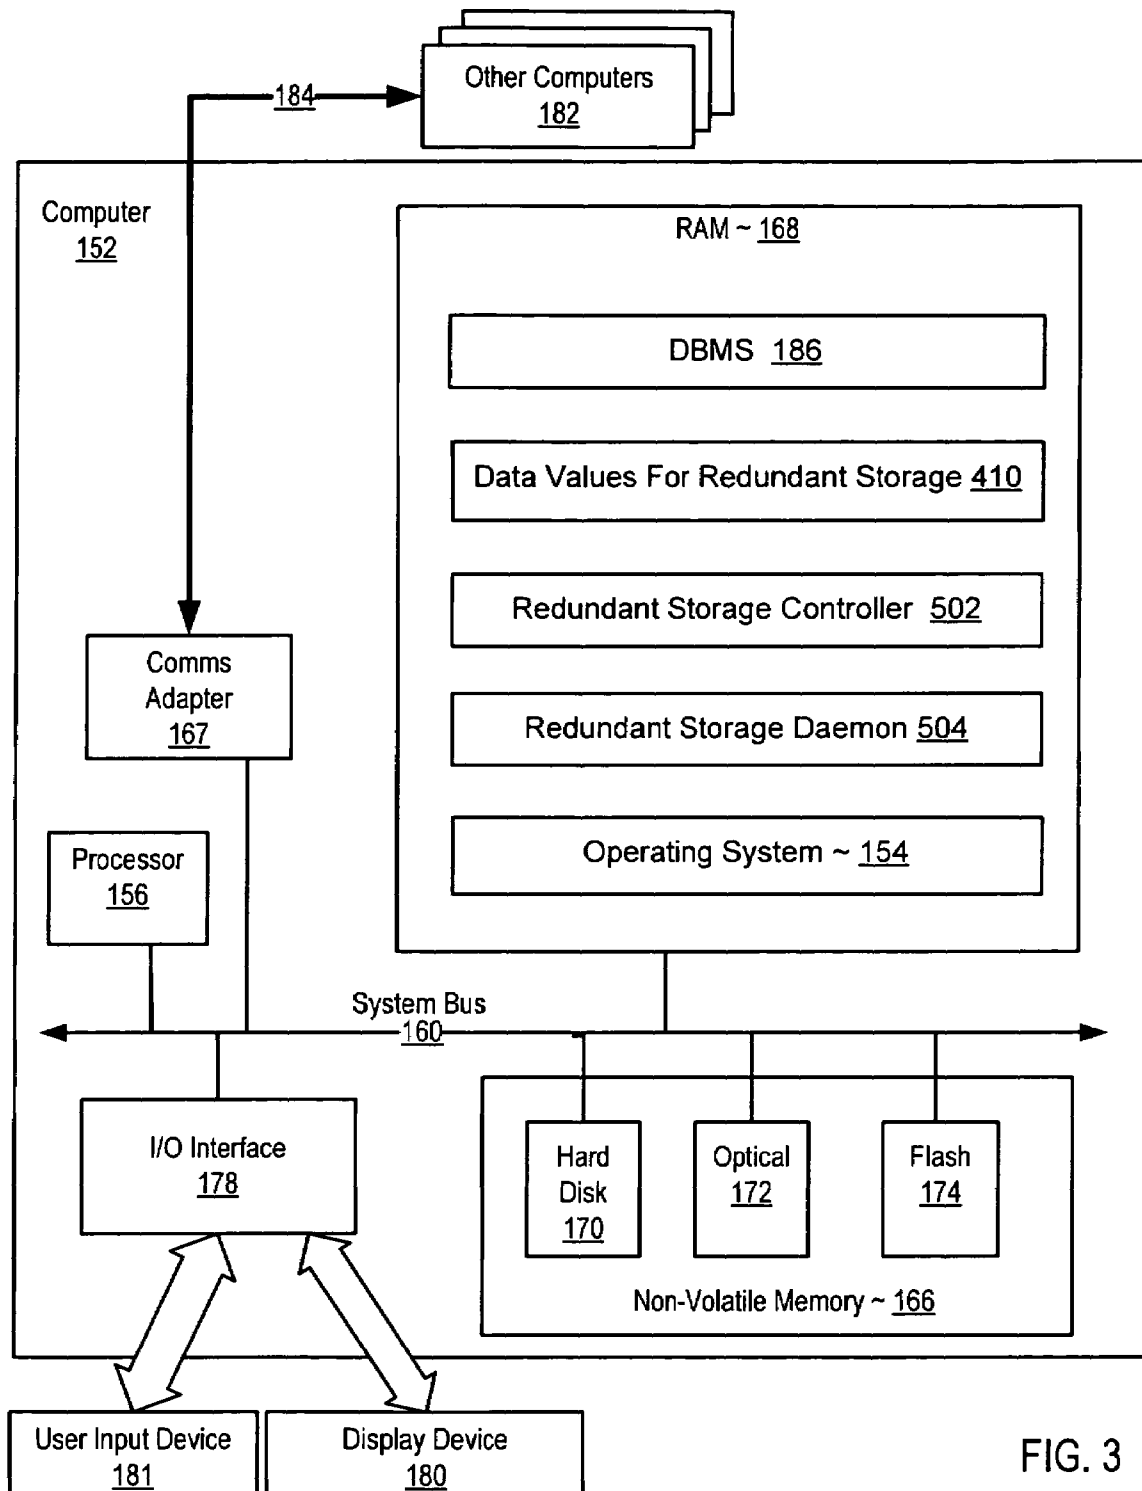 Other Computers
182
184
Computer
152
RAM ~ 168
DBMS 186
Data Values For Redundant Storage 410
Redundant Storage Controller 502
Redundant Storage Daemon 504
Operating System ~ 154
Comms
Adapter
167
Processor
156
System Bus
160
I/O Interface
178
Hard
Disk
170
Optical
172
Flash
174
Non-Volatile Memory ~ 166
User Input Device
181
Display Device
180
FIG. 3